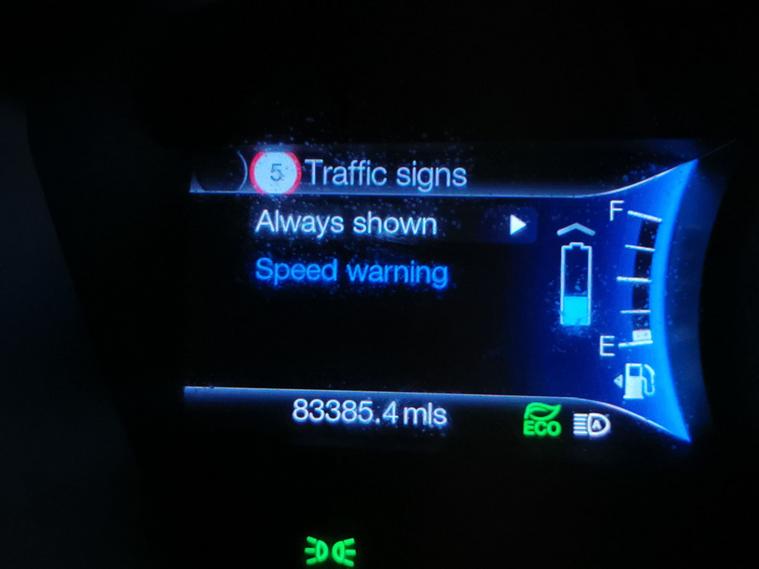 5 Traffic signs
Always shown
Speed warning
F
E
83385.4 mls
ECO
A